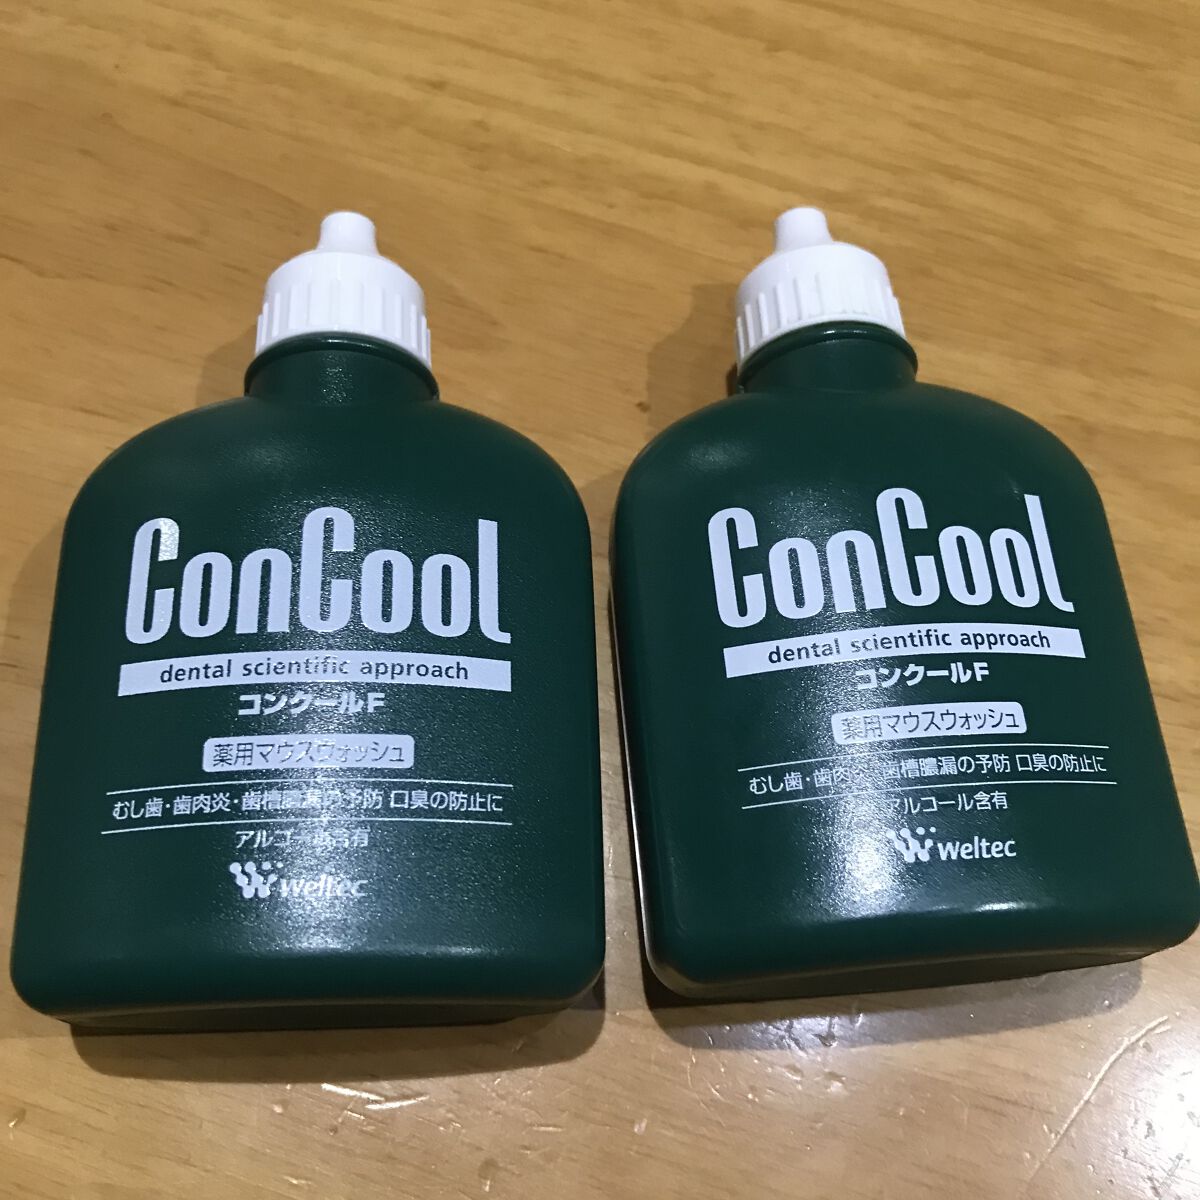 ConCool
dental scientific approach
コンクールF
薬用マウスウォッシュ
むし歯・歯肉炎・歯槽膿漏の予防 口臭の防止に
アルコール含有
weltec
ConCool
dental scientific approach
コンクールF
薬用マウスウォッシュ
むし歯・歯肉炎・歯槽膿漏の予防 口臭の防止に
アルコール含有
weltec